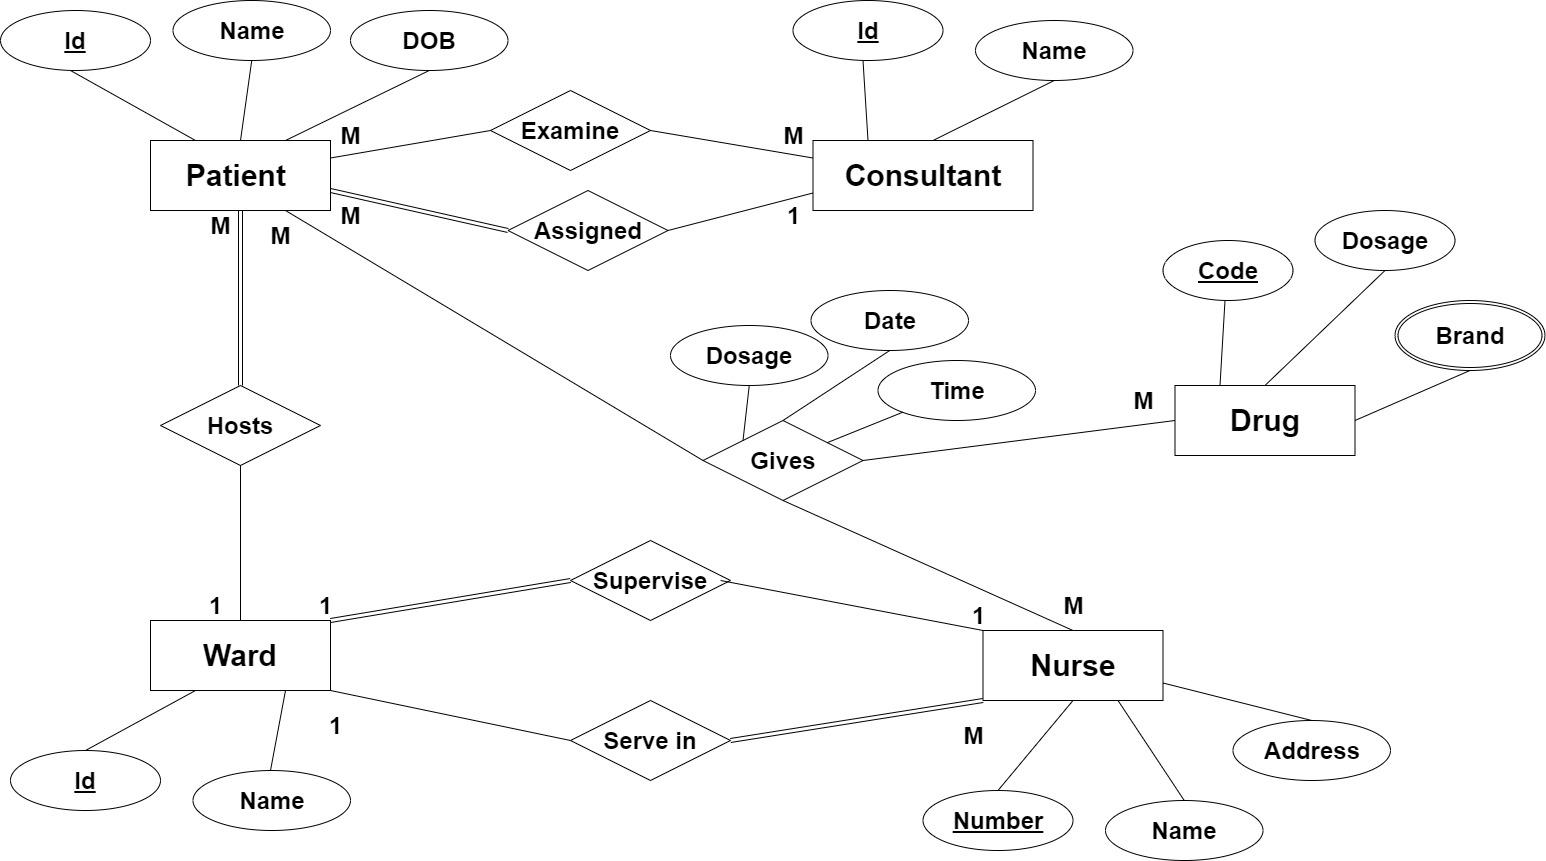 Id
Name
DOB
Id
Name
M
Examine
M
Patient
Consultant
M
M
M
Assigned
1
Code
Dosage
Brand
Date
Dosage
Time
M
Drug
Hosts
Gives
Supervise
1
1
1
M
Ward
Nurse
1
Serve in
M
Id
Name
Number
Name
Address